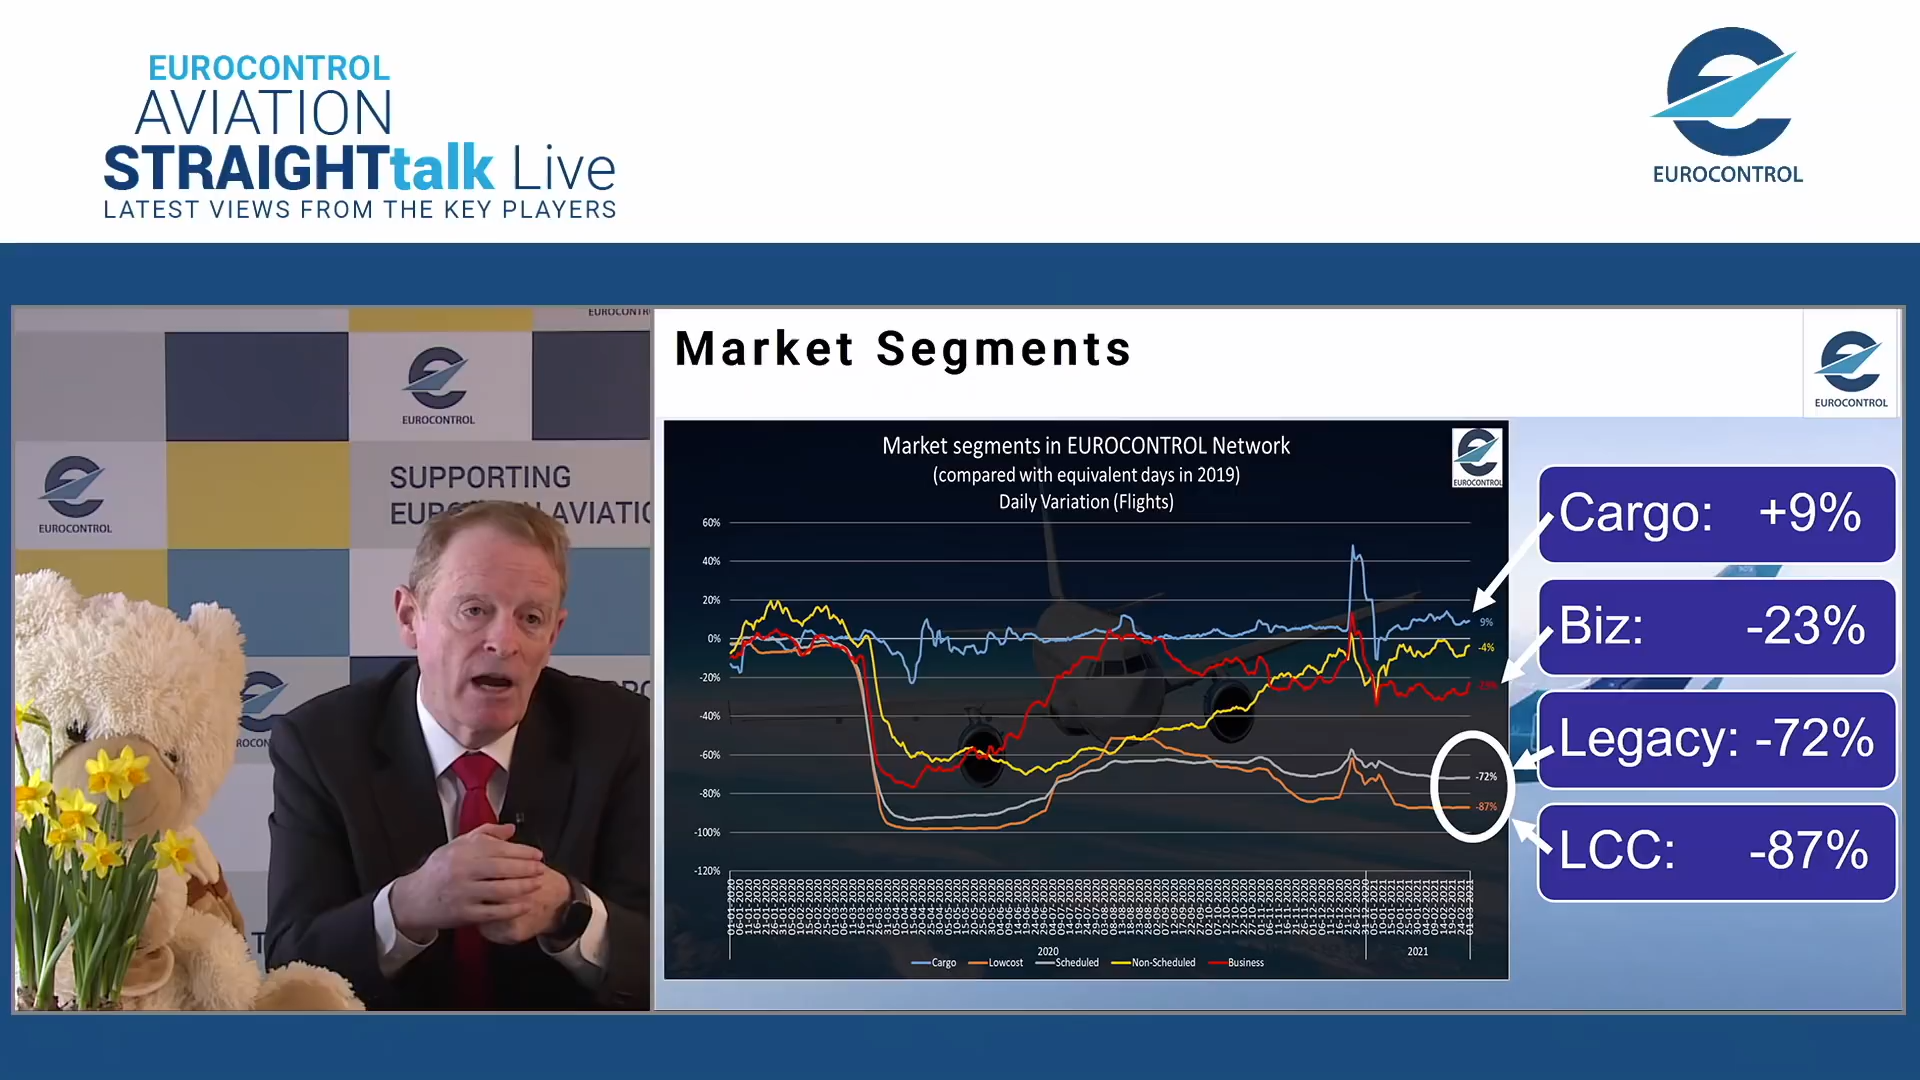 EUROCONTROL
AVIATION
STRAIGHTtalk Live
LATEST VIEWS FROM THE KEY PLAYERS
EUROCONTROL
EUROCONTROL
EUROCONTROL
SUPPORTING
AVIATIO
EUROCONTROL
Market Segments
EUROCONTROL
Market segments in EUROCONTROL Network
(compared with equivalent days in 2019)
Daily Variation (Flights)
EUROCONTROL
60%
40%
20%
0%
-20%
-40%
-60%
-80%
-100%
-120%
9%
-4%
-23%
-72%
-87%
2020
2021
Cargo
Lowcost
Scheduled
Non-Scheduled
Business
Cargo: +9%
Biz: -23%
Legacy: -72%
LCC: -87%